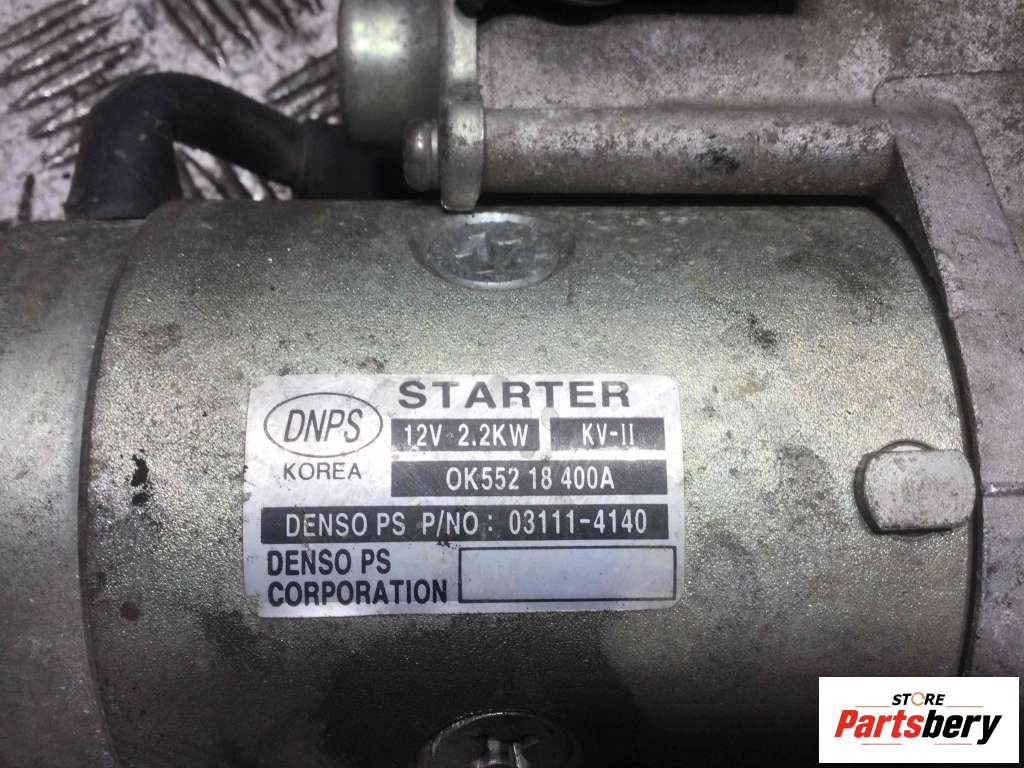 STARTER
DNPS
KOREA
12V 2.2KW KV-II
OK552 18 400A
DENSO PS P/NO: 03111-4140
DENSO PS
CORPORATION
STORE
Partsbery